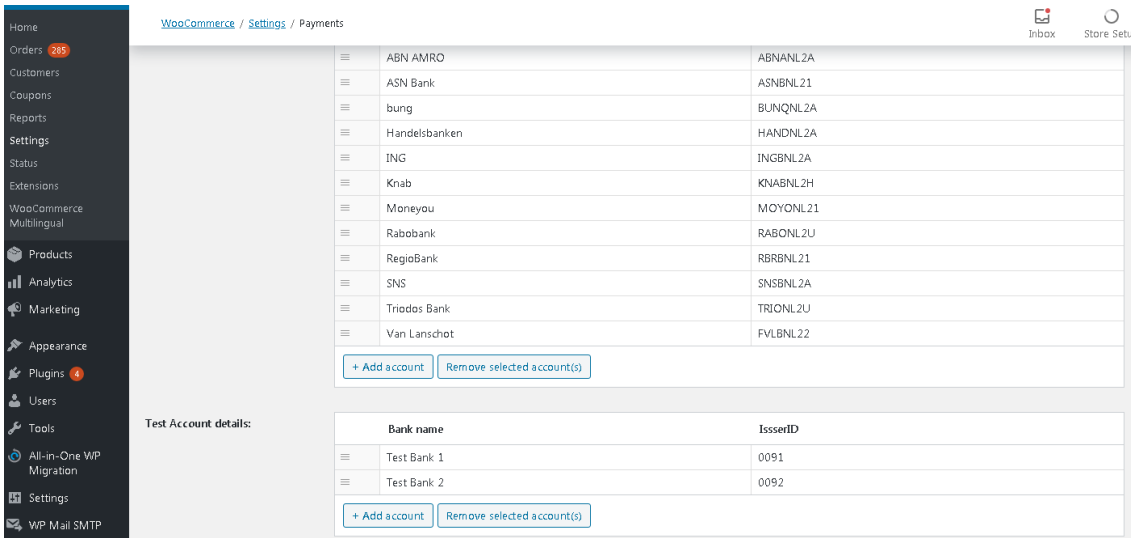 Home
Orders 285
Customers
Coupons
Reports
Settings
Status
Extensions
WooCommerce
Multilingual
Products
Analytics
Marketing
Appearance
Plugins 4
Users
Tools
All-in-One WP
Migration
Settings
WP Mail SMTP
WooCommerce / Settings / Payments
Inbox
Store Setu
ABN AMRO ABNANL2A
ASN Bank ASNBNL21
bunq BUNQNL2A
Handelsbanken HANDNL2A
ING INGBNL2A
Knab KNABNL2H
Moneyou MOYONL21
Rabobank RABONL2U
RegioBank RBRBNL21
SNS SNSBNL2A
Triodos Bank TRIONL2U
Van Lanschot FVLBNL22
+ Add account Remove selected account(s)
Test Account details:
Bank name IssserID
Test Bank 1 0091
Test Bank 2 0092
+ Add account Remove selected account(s)